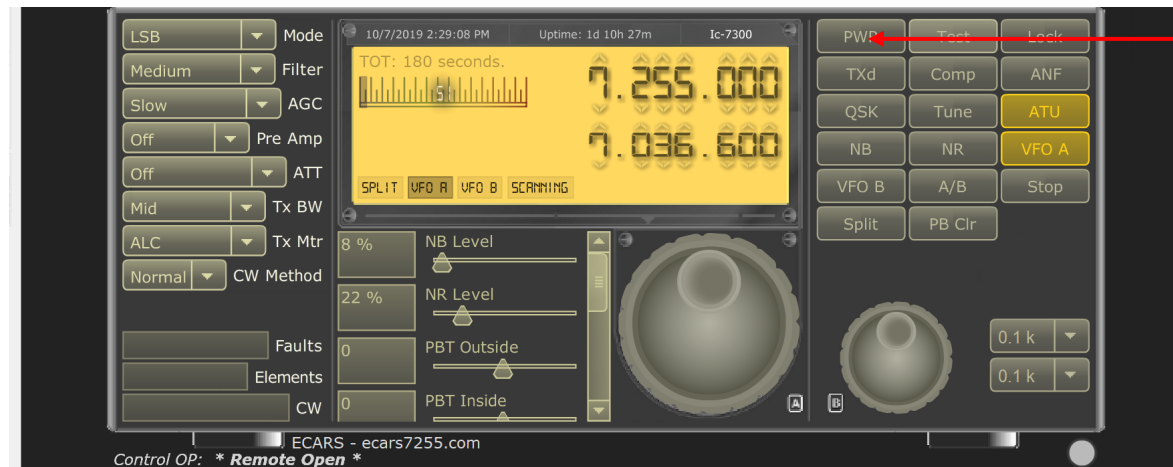 LSB Mode
Medium Filter
Slow AGC
Off Pre Amp
Off ATT
Mid Tx BW
ALC Tx Mtr
Normal CW Method
Faults
Elements
CW
10/7/2019 2:29:08 PM Uptime: 1d 10h 27m Ic-7300
TOT: 180 seconds.
S
7.255.000
7.036.600
SPLIT VFO A VFO B SCANNING
8 % NB Level
22 % NR Level
0 PBT Outside
0 PBT Inside
A
PWR Test Lock
TXd Comp ANF
QSK Tune ATU
NB NR VFO A
VFO B A/B Stop
Split PB Clr
0.1 k
0.1 k
B
ECARS - ecars7255.com
Control OP: * Remote Open *